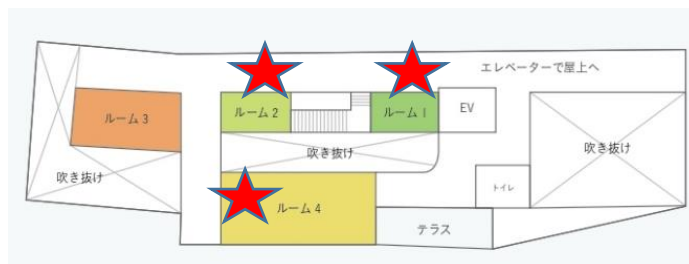 エレベーターで屋上へ
ルーム 3
ルーム 2
ルーム 1
EV
吹き抜け
吹き抜け
吹き抜け
トイレ
ルーム 4
テラス